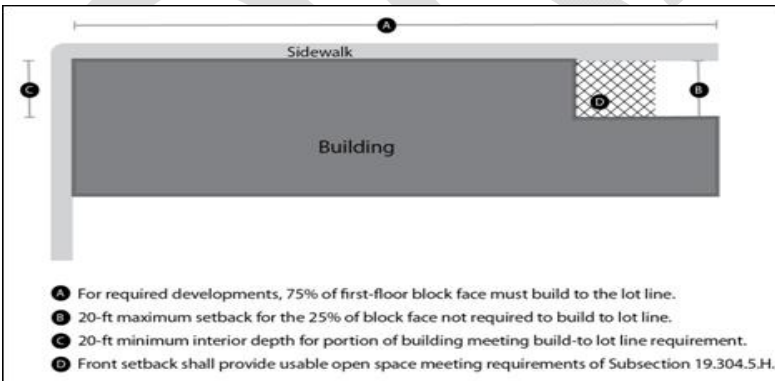 A
Sidewalk
C
B
D
Building
A For required developments, 75% of first-floor block face must build to the lot line.
B 20-ft maximum setback for the 25% of block face not required to build to lot line.
C 20-ft minimum interior depth for portion of building meeting build-to lot line requirement.
D Front setback shall provide usable open space meeting requirements of Subsection 19.304.5.H.